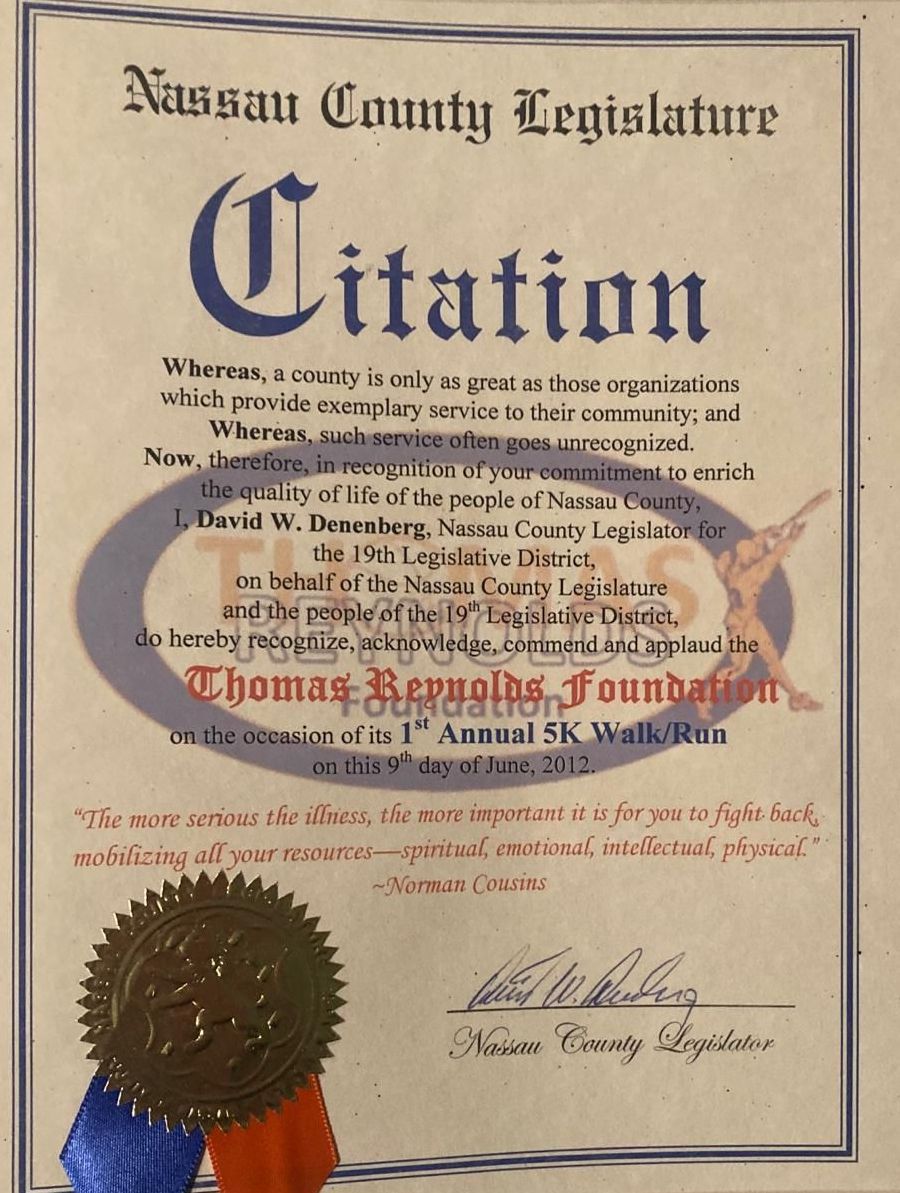 Nassau County Legislature
Citation
Whereas, a county is only as great as those organizations
which provide exemplary service to their community; and
Whereas, such service often goes unrecognized.
Now, therefore, in recognition of your commitment to enrich
the quality of life of the people of Nassau County,
I, David W. Denenberg, Nassau County Legislator for
the 19th Legislative District,
on behalf of the Nassau County Legislature
and the people of the 19th Legislative District,
do hereby recognize, acknowledge, commend and applaud the
THOMAS
REYNOLDS
Foundation
Thomas Reynolds Foundation
on the occasion of its 1st Annual 5K Walk/Run
on this 9th day of June, 2012.
“The more serious the illness, the more important it is for you to fight back,
mobilizing all your resources—spiritual, emotional, intellectual, physical.”
~Norman Cousins
David W. Denenberg
Nassau County Legislator